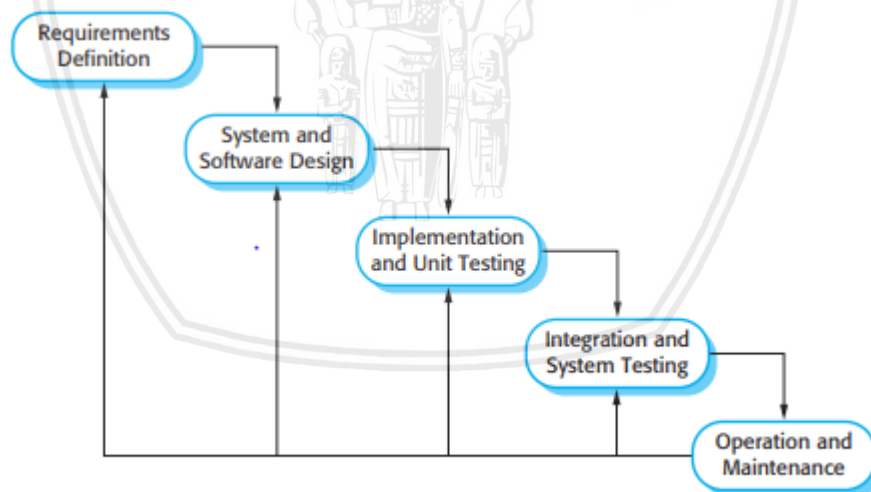 Requirements
Definition
System and
Software Design
Implementation
and Unit Testing
Integration and
System Testing
Operation and
Maintenance